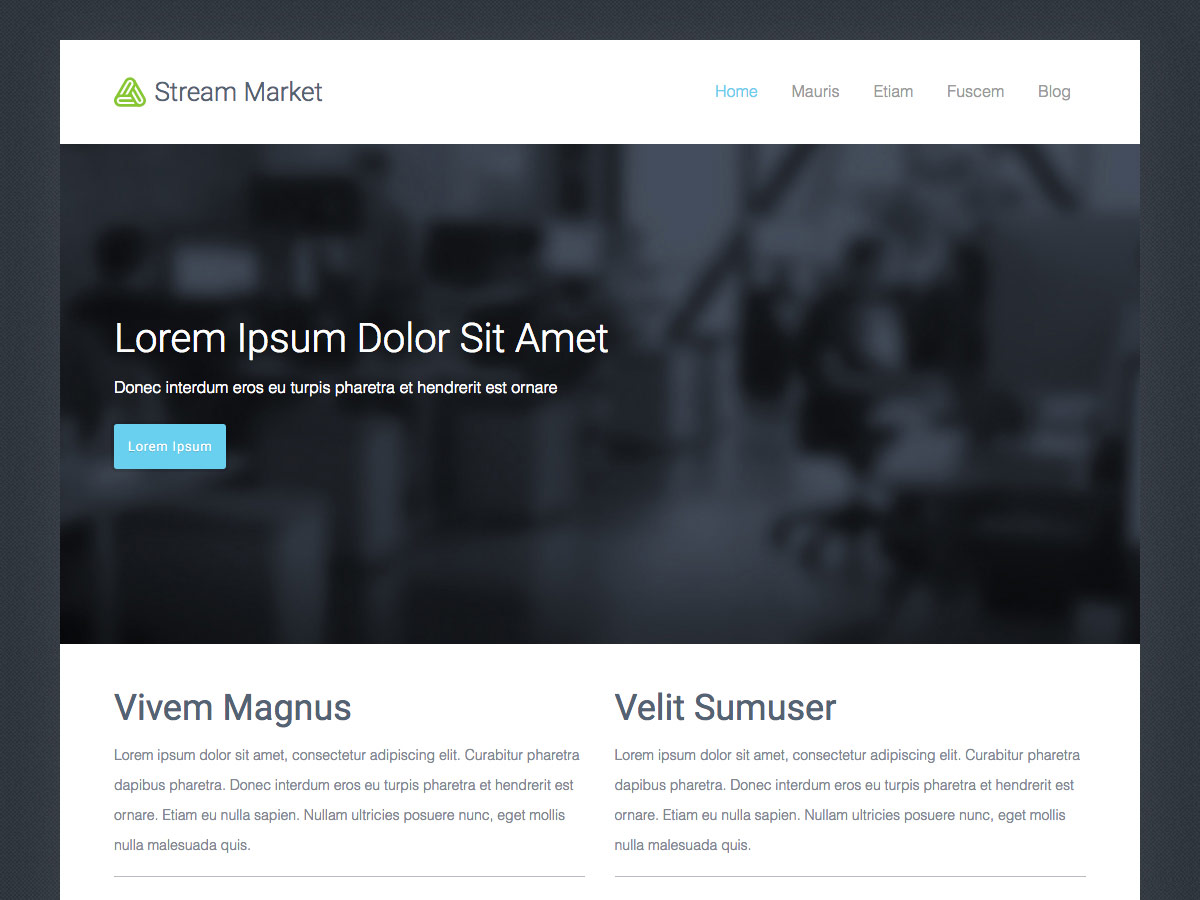 Stream Market
Home Mauris Etiam Fuscem Blog
Lorem Ipsum Dolor Sit Amet
Donec interdum eros eu turpis pharetra et hendrerit est ornare
Lorem Ipsum
Vivem Magnus
Lorem ipsum dolor sit amet, consectetur adipiscing elit. Curabitur pharetra
dapibus pharetra. Donec interdum eros eu turpis pharetra et hendrerit est
ornare. Etiam eu nulla sapien. Nullam ultricies posuere nunc, eget mollis
nulla malesuada quis.
Velit Sumuser
Lorem ipsum dolor sit amet, consectetur adipiscing elit. Curabitur pharetra
dapibus pharetra. Donec interdum eros eu turpis pharetra et hendrerit est
ornare. Etiam eu nulla sapien. Nullam ultricies posuere nunc, eget mollis
nulla malesuada quis.